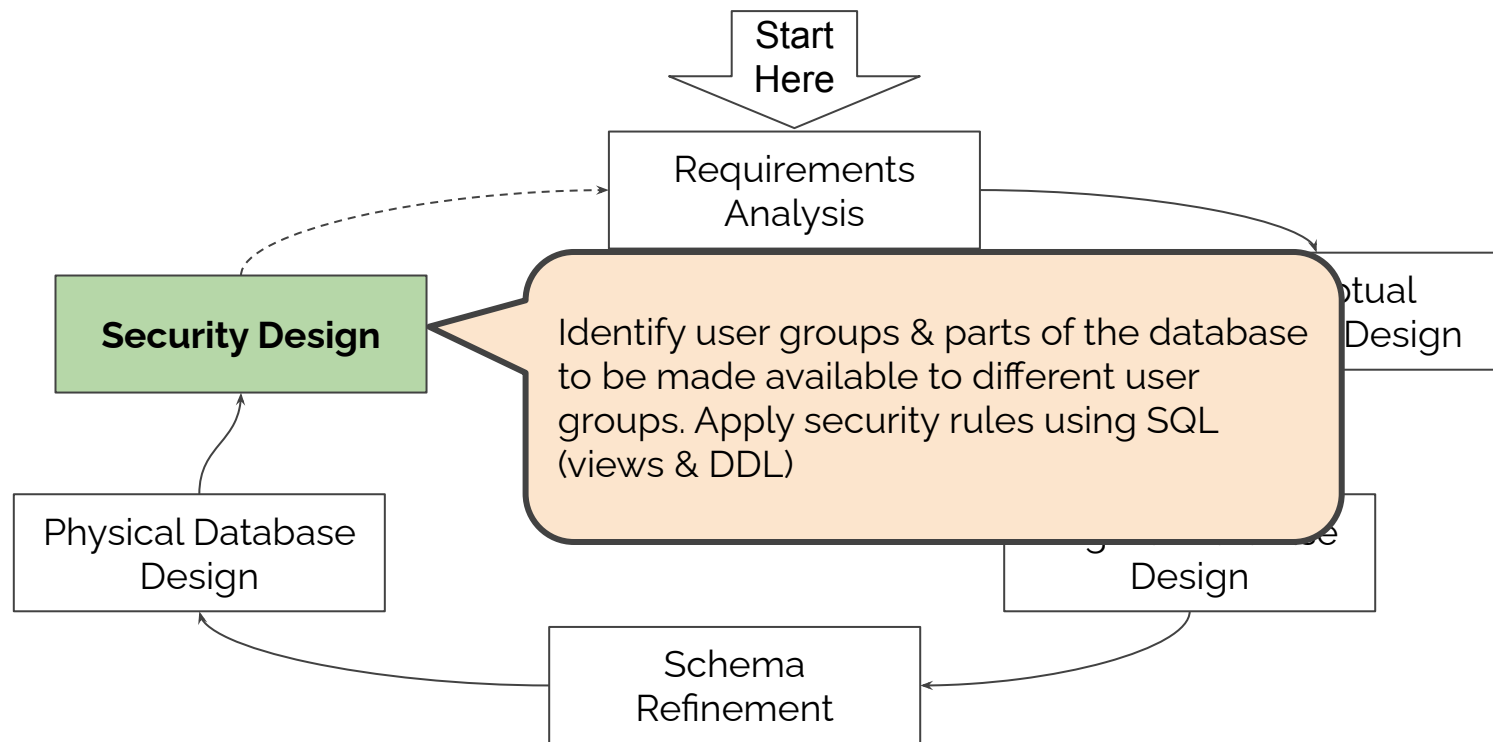 Start
Here
Requirements
Analysis
Security Design
Identify user groups & parts of the database
to be made available to different user
groups. Apply security rules using SQL
(views & DDL)
Design
Physical Database
Design
Design
Schema
Refinement